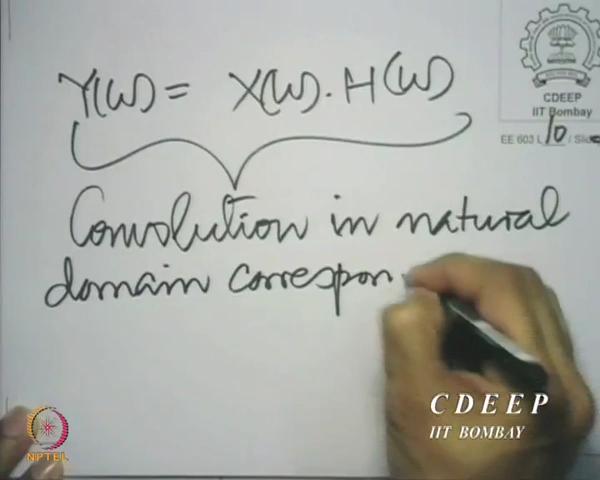 Y(ω) = X(ω) . H(ω)
Convolution in natural
domain correspon
CDEEP
IIT Bombay
EE 603 L 10 / Slide
CDEEP
IIT BOMBAY
NPTEL